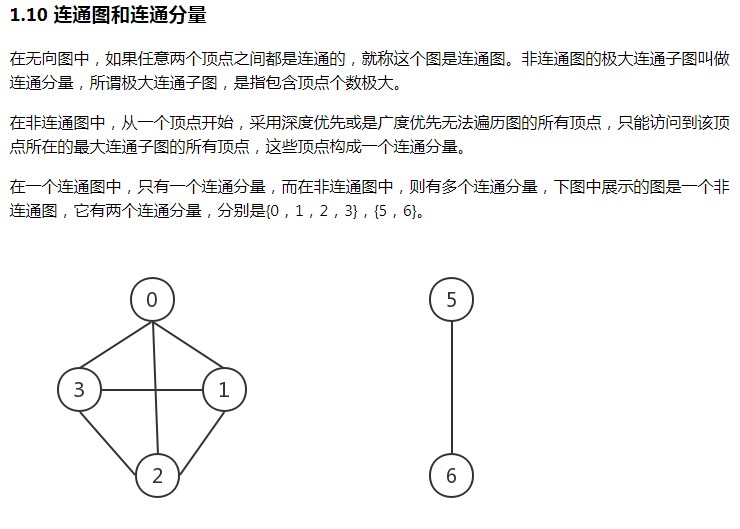 1.10 连通图和连通分量
在无向图中，如果任意两个顶点之间都是连通的，就称这个图是连通图。非连通图的极大连通子图叫做
连通分量，所谓极大连通子图，是指包含顶点个数极大。
在非连通图中，从一个顶点开始，采用深度优先或是广度优先无法遍历图的所有顶点，只能访问到该顶
点所在的最大连通子图的所有顶点，这些顶点构成一个连通分量。
在一个连通图中，只有一个连通分量，而在非连通图中，则有多个连通分量，下图中展示的图是一个非
连通图，它有两个连通分量，分别是{0，1，2，3}，{5，6}。
0
5
3
1
2
6